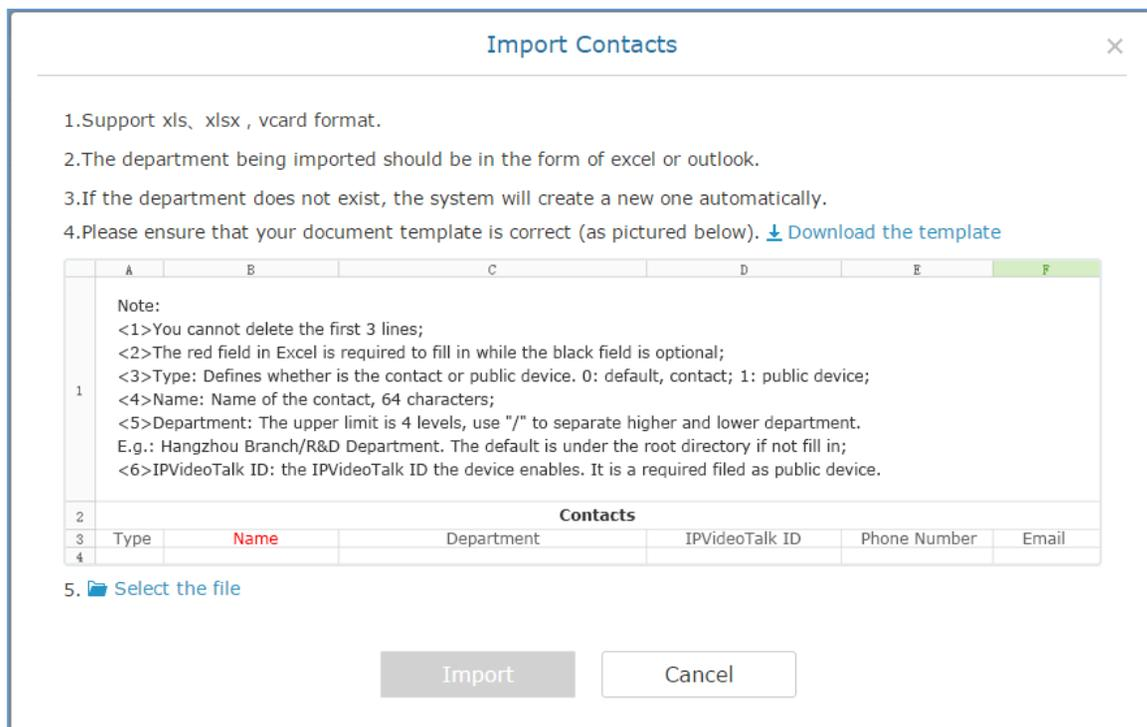 Import Contacts ×
1.Support xls、xlsx , vcard format.
2.The department being imported should be in the form of excel or outlook.
3.If the department does not exist, the system will create a new one automatically.
4.Please ensure that your document template is correct (as pictured below). Download the template
A B C D E F
1
Note:
<1>You cannot delete the first 3 lines;
<2>The red field in Excel is required to fill in while the black field is optional;
<3>Type: Defines whether is the contact or public device. 0: default, contact; 1: public device;
<4>Name: Name of the contact, 64 characters;
<5>Department: The upper limit is 4 levels, use "/" to separate higher and lower department.
E.g.: Hangzhou Branch/R&D Department. The default is under the root directory if not fill in;
<6>IPVideoTalk ID: the IPVideoTalk ID the device enables. It is a required filed as public device.
2 Contacts
3 Type Name Department IPVideoTalk ID Phone Number Email
4
5. Select the file
Import Cancel